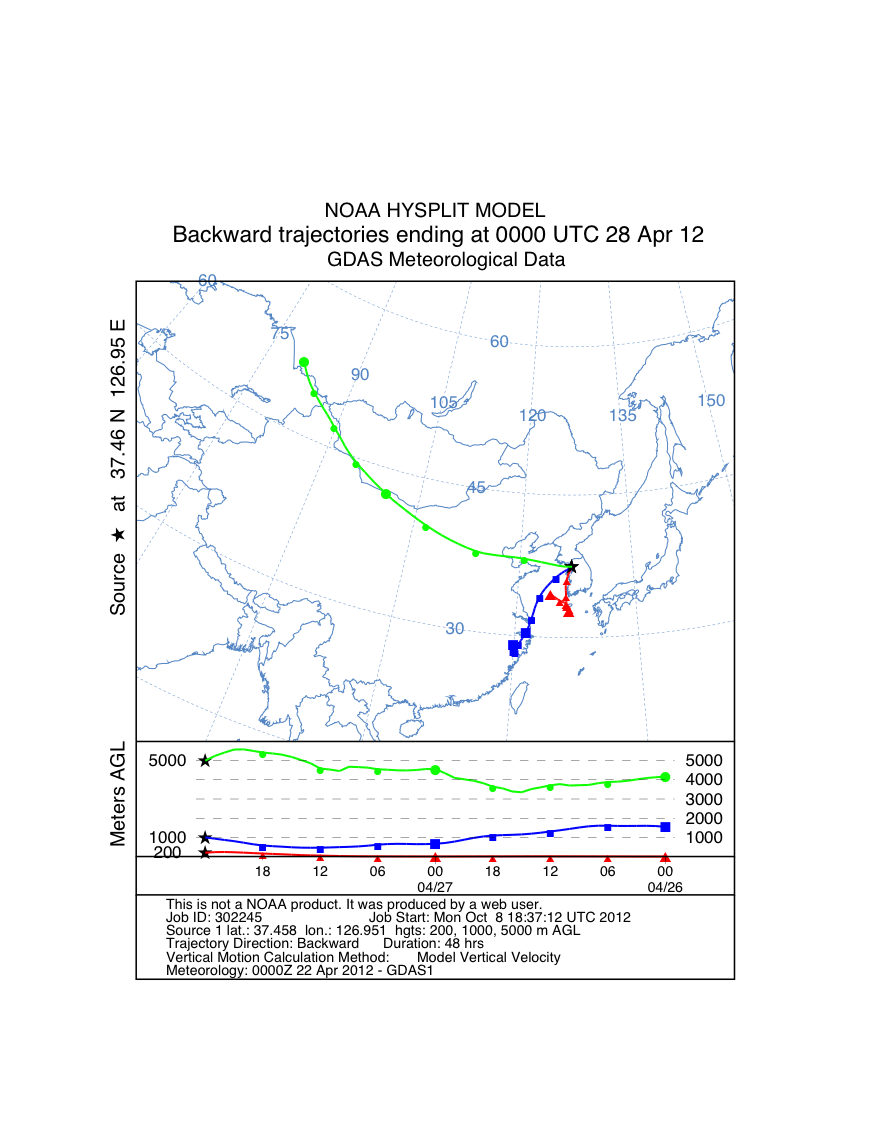 NOAA HYSPLIT MODEL
Backward trajectories ending at 0000 UTC 28 Apr 12
GDAS Meteorological Data
Source ★ at 37.46 N 126.95 E
60
75
90
60
105
120
135
150
45
30
Meters AGL
5000
1000
200
5000
4000
3000
2000
1000
18 12 06 00 18 12 06 00
04/27 04/26
This is not a NOAA product. It was produced by a web user.
Job ID: 302245 Job Start: Mon Oct 8 18:37:12 UTC 2012
Source 1 lat.: 37.458 lon.: 126.951 hgts: 200, 1000, 5000 m AGL
Trajectory Direction: Backward Duration: 48 hrs
Vertical Motion Calculation Method: Model Vertical Velocity
Meteorology: 0000Z 22 Apr 2012 - GDAS1